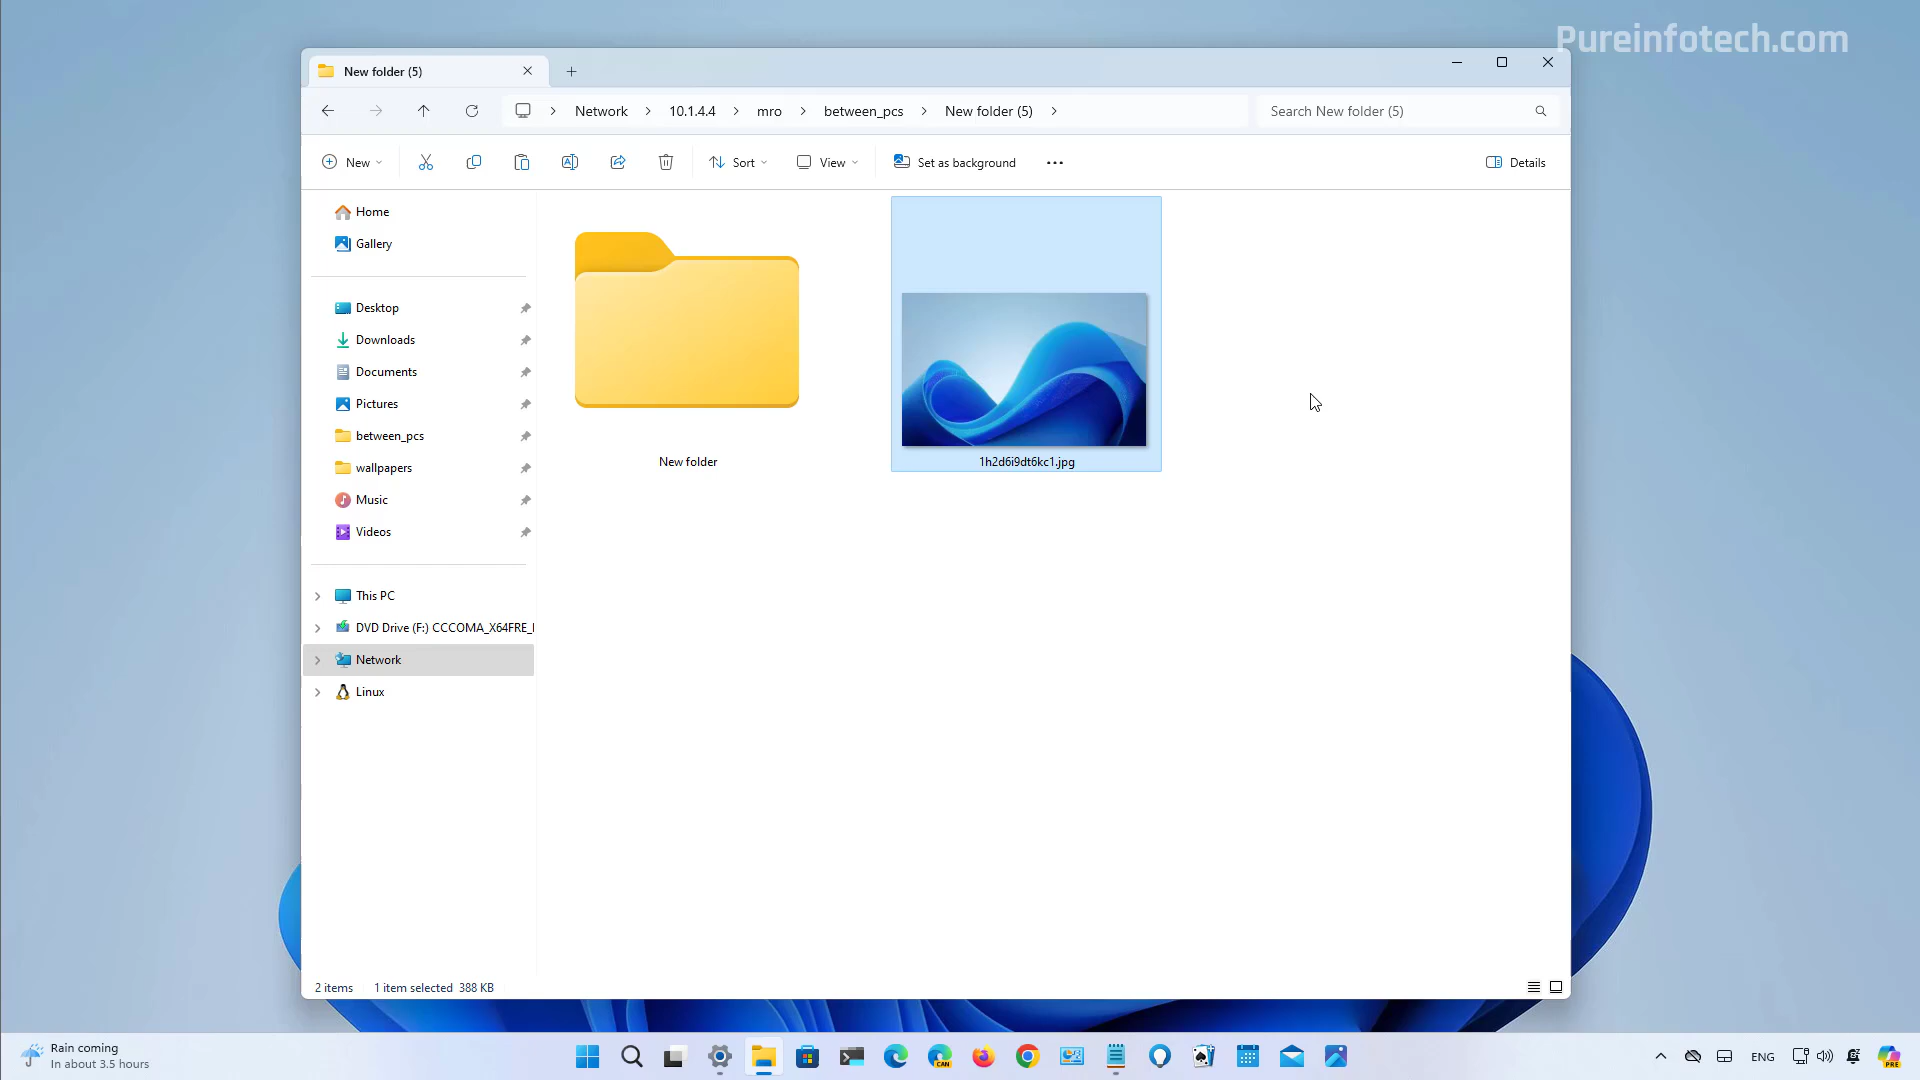 Pureinfotech.com
New folder (5)
Network
10.1.4.4
mro
between_pcs
New folder (5)
Search New folder (5)
New
Sort
View
Set as background
Details
Home
Gallery
Desktop
Downloads
Documents
Pictures
between_pcs
wallpapers
Music
Videos
This PC
DVD Drive (F:) CCCOMA_X64FRE_
Network
Linux
New folder
1h2d6i9dt6kc1.jpg
2 items
1 item selected 388 KB
Rain coming
In about 3.5 hours
CAN
ENG
PRE